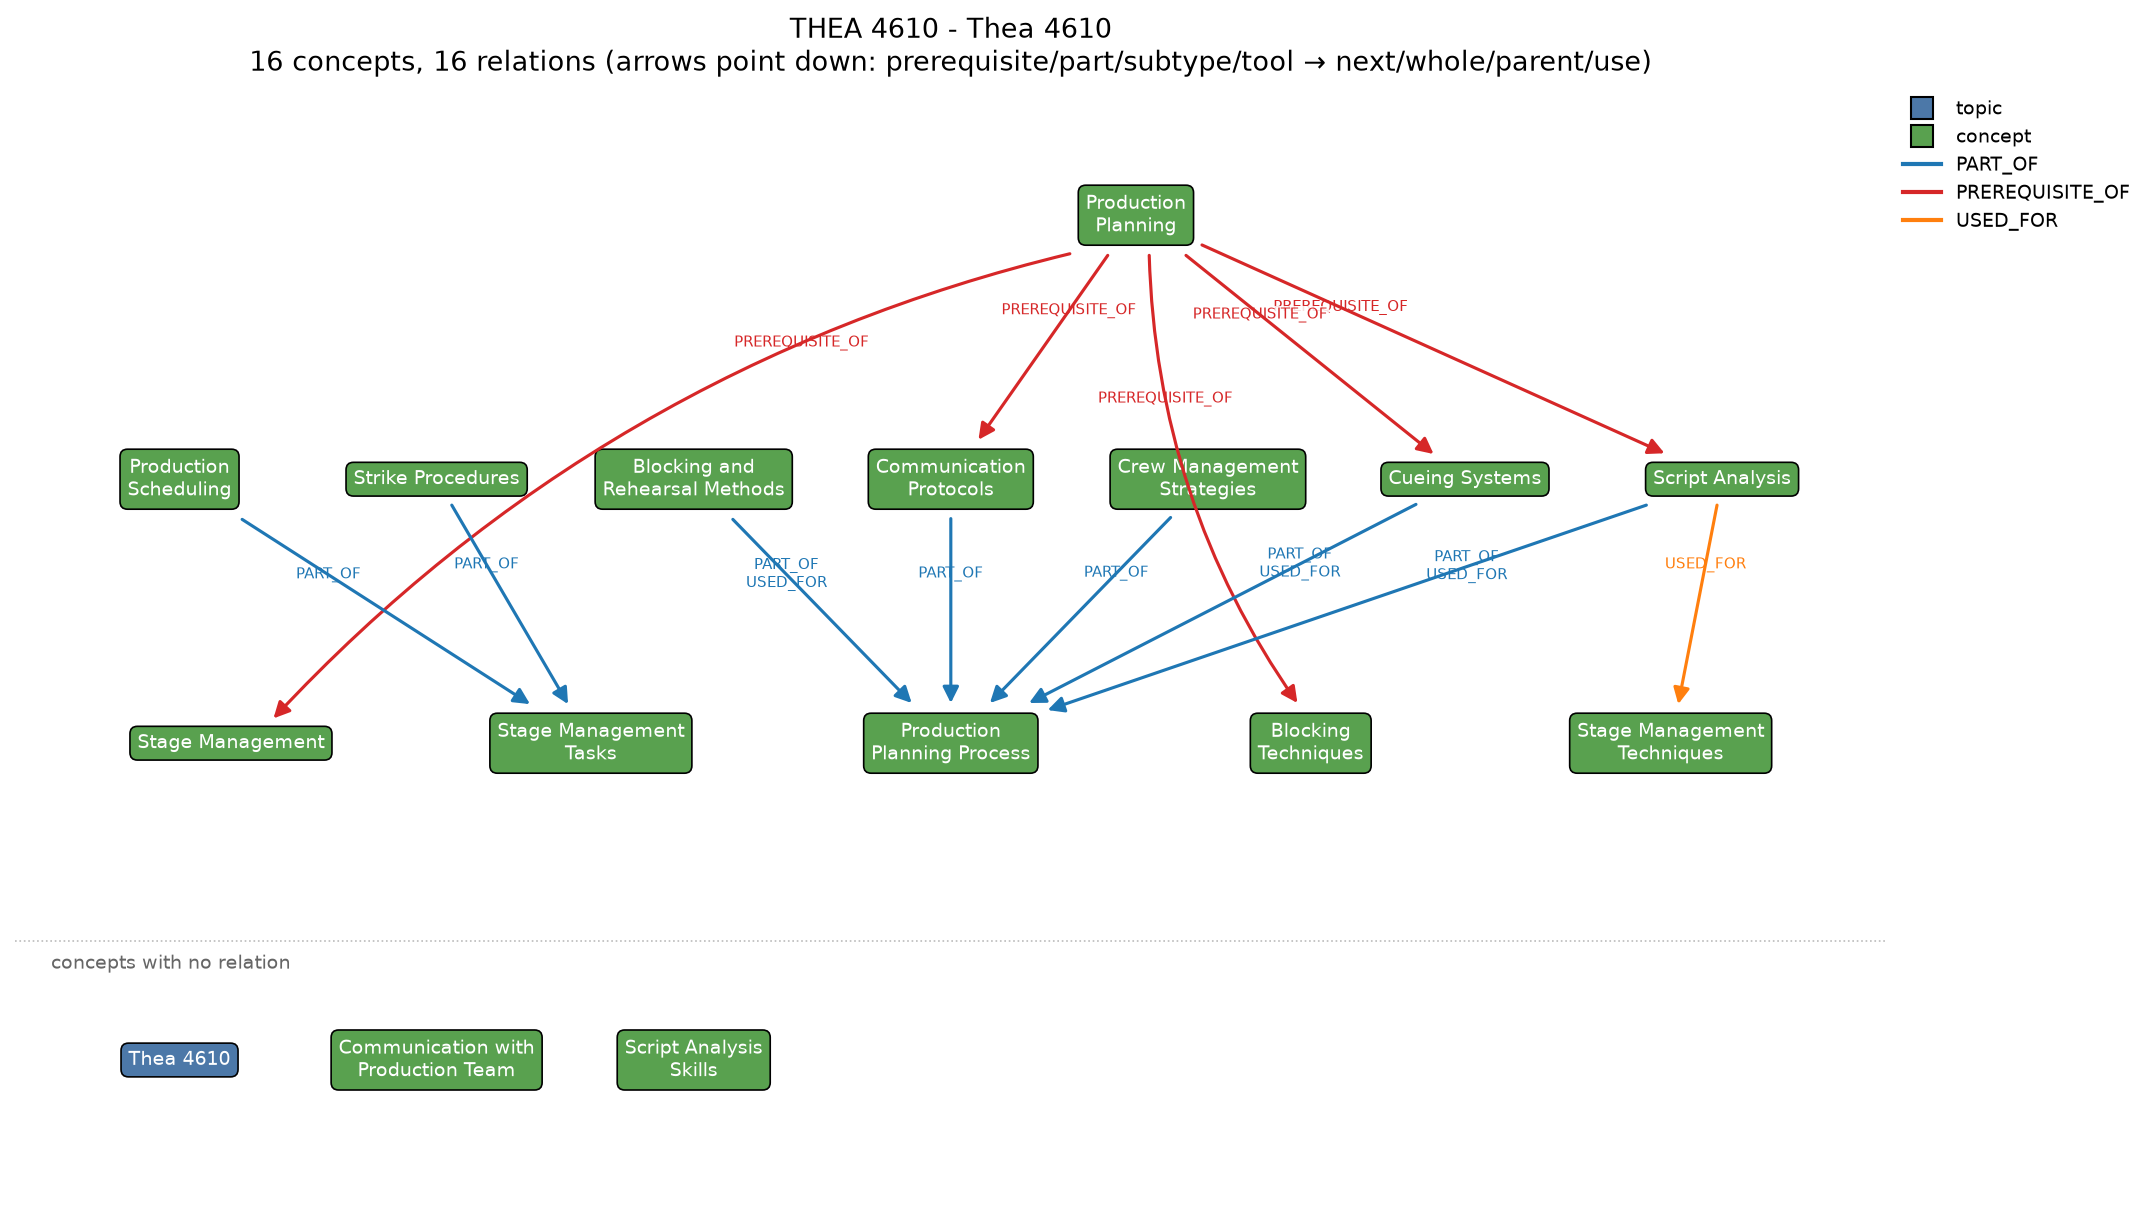 THEA 4610 - Thea 4610
16 concepts, 16 relations (arrows point down: prerequisite/part/subtype/tool → next/whole/parent/use)
topic
concept
PART_OF
PREREQUISITE_OF
USED_FOR
Production
Planning
PREREQUISITE_OF
PREREQUISITE_OF
PREREQUISITE_OF
PREREQUISITE_OF
PREREQUISITE_OF
Production
Scheduling
Strike Procedures
Blocking and
Rehearsal Methods
Communication
Protocols
Crew Management
Strategies
Cueing Systems
Script Analysis
PART_OF
PART_OF
PART_OF
USED_FOR
PART_OF
PART_OF
PART_OF
USED_FOR
PART_OF
USED_FOR
USED_FOR
Stage Management
Stage Management
Tasks
Production
Planning Process
Blocking
Techniques
Stage Management
Techniques
concepts with no relation
Thea 4610
Communication with
Production Team
Script Analysis
Skills